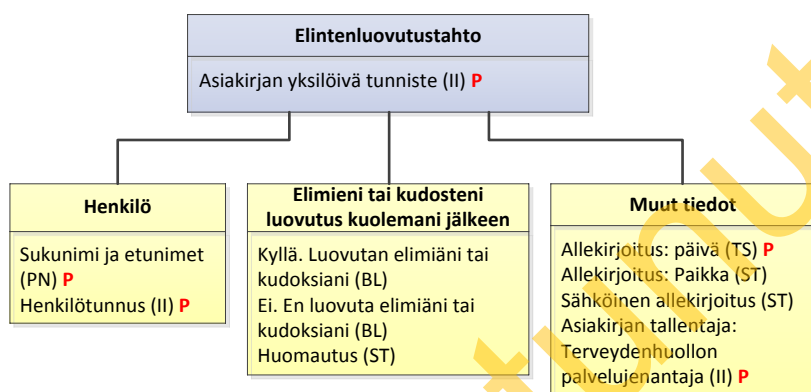 Elintenluovutustahto
Asiakirjan yksilöivä tunniste (II) P
Henkilö
Sukunimi ja etunimet
(PN) P
Henkilötunnus (II) P
Elimieni tai kudosteni
luovutus kuolemani jälkeen
Kyllä. Luovutan elimiäni tai
kudoksiani (BL)
Ei. En luovuta elimiäni tai
kudoksiani (BL)
Huomautus (ST)
Muut tiedot
Allekirjoitus: päivä (TS) P
Allekirjoitus: Paikka (ST)
Sähköinen allekirjoitus (ST)
Asiakirjan tallentaja:
Terveydenhuollon
palvelujenantaja (II) P